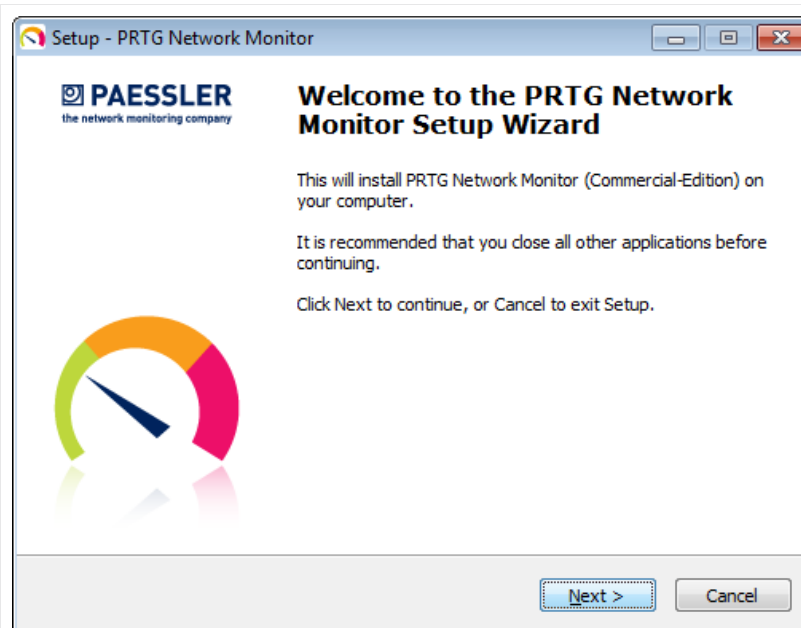 Setup - PRTG Network Monitor
PAESSLER
the network monitoring company
Welcome to the PRTG Network
Monitor Setup Wizard
This will install PRTG Network Monitor (Commercial-Edition) on
your computer.
It is recommended that you close all other applications before
continuing.
Click Next to continue, or Cancel to exit Setup.
Next >
Cancel